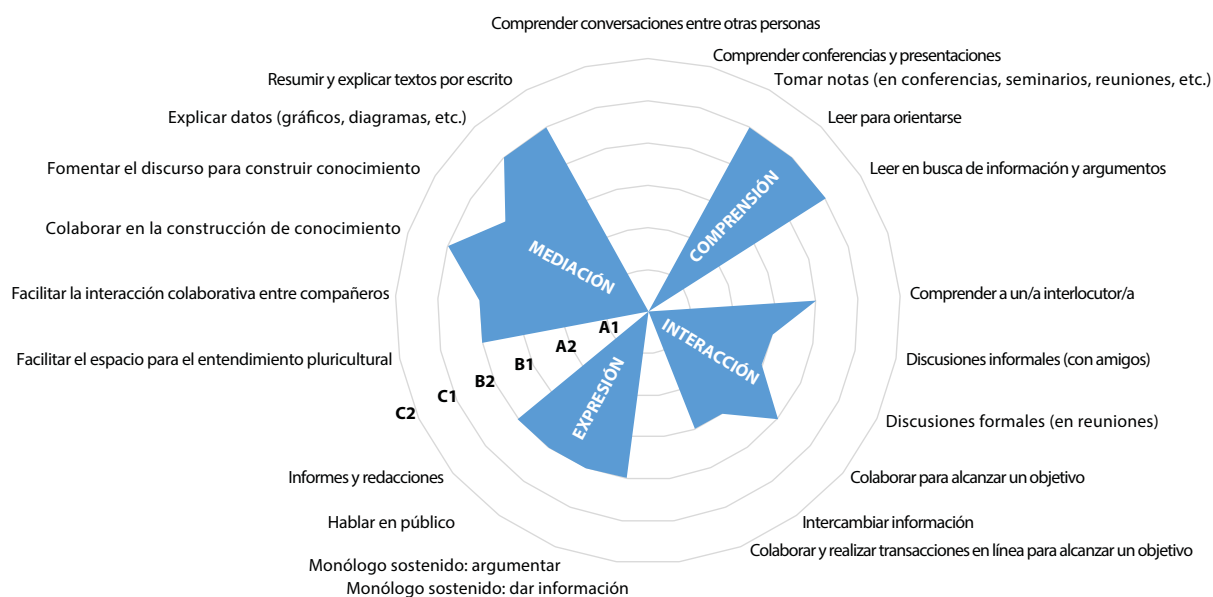 Comprender conversaciones entre otras personas
Comprender conferencias y presentaciones
Resumir y explicar textos por escrito
Tomar notas (en conferencias, seminarios, reuniones, etc.)
Explicar datos (gráficos, diagramas, etc.)
Leer para orientarse
Fomentar el discurso para construir conocimiento
Leer en busca de información y argumentos
COMPRENSIÓN
Colaborar en la construcción de conocimiento
MEDIACIÓN
Facilitar la interacción colaborativa entre compañeros
Comprender a un/a interlocutor/a
A1
INTERACCIÓN
A2
Facilitar el espacio para el entendimiento pluricultural
B1
Discusiones informales (con amigos)
B2
EXPRESIÓN
C1
C2
Discusiones formales (en reuniones)
Informes y redacciones
Colaborar para alcanzar un objetivo
Hablar en público
Intercambiar información
Colaborar y realizar transacciones en línea para alcanzar un objetivo
Monólogo sostenido: argumentar
Monólogo sostenido: dar información